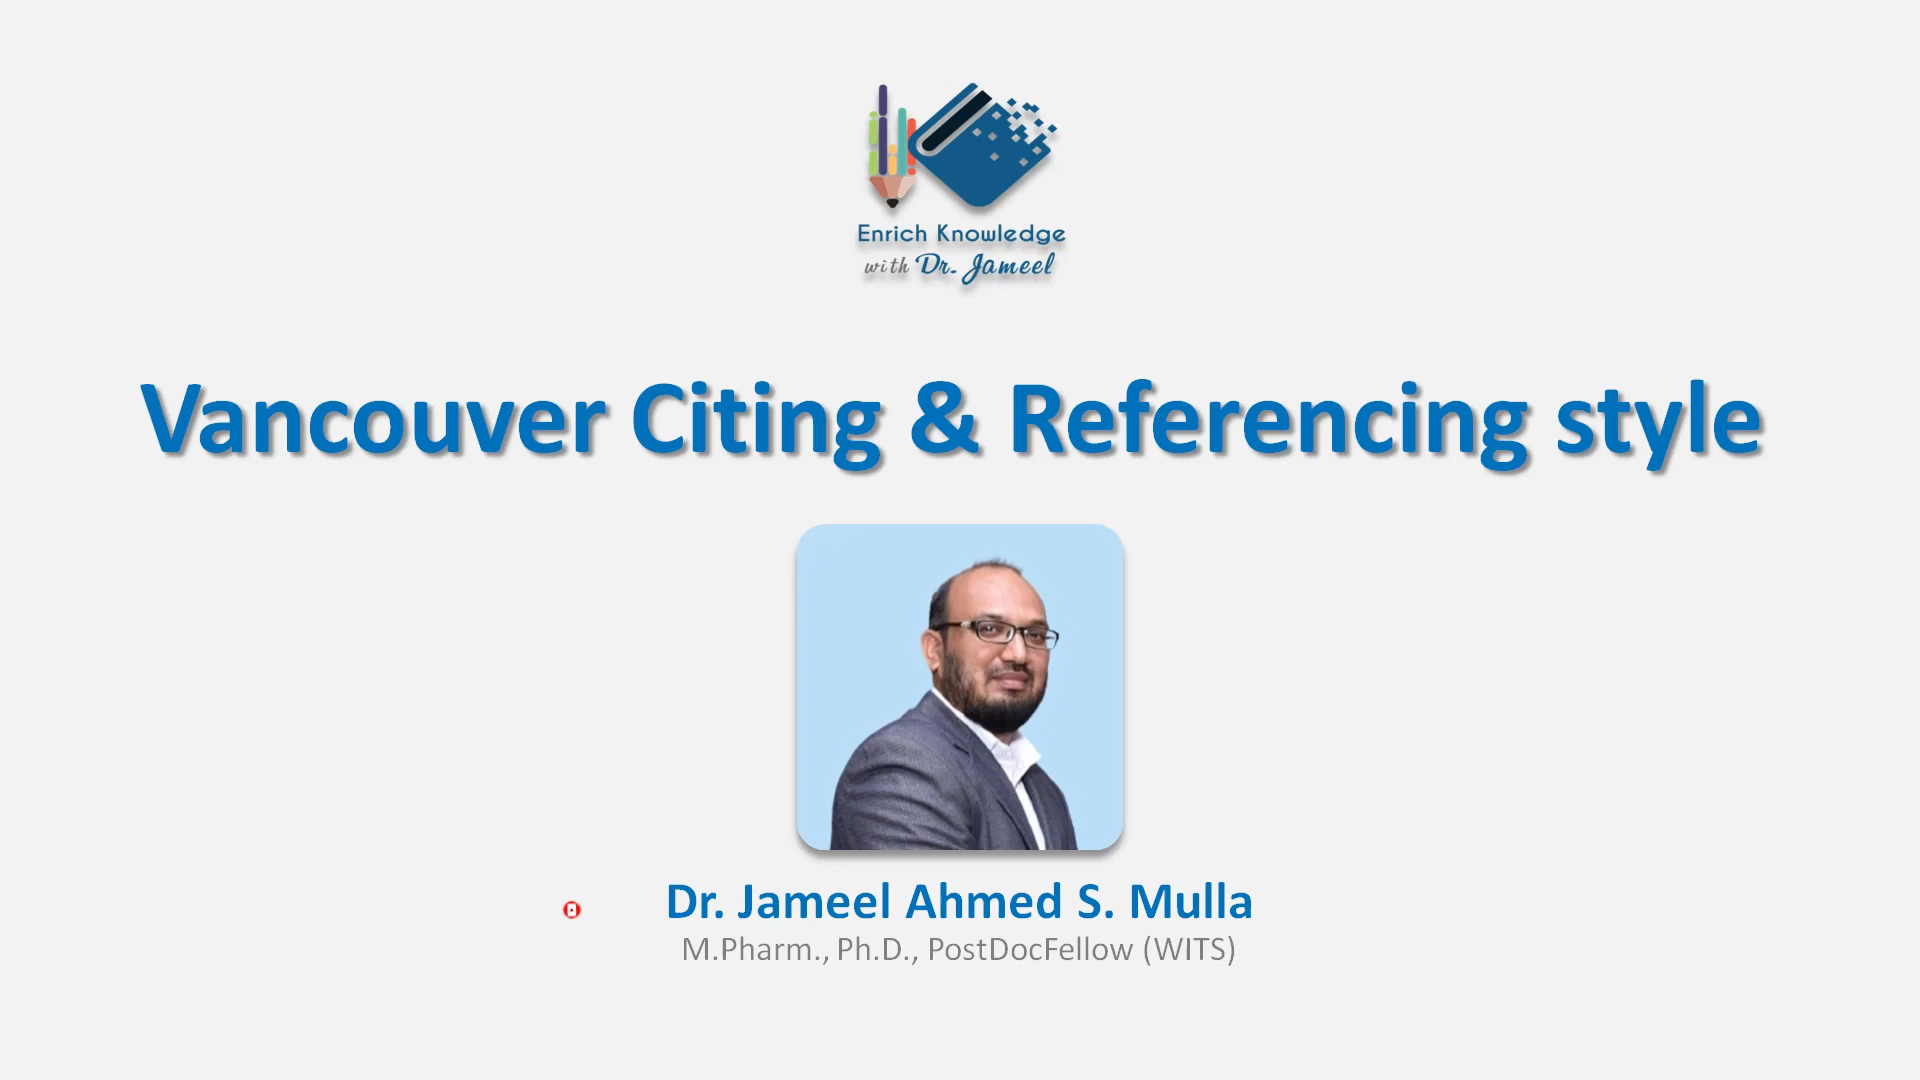 Enrich Knowledge
with Dr. Jameel
Vancouver Citing & Referencing style
Dr. Jameel Ahmed S. Mulla
M.Pharm., Ph.D., PostDocFellow (WITS)